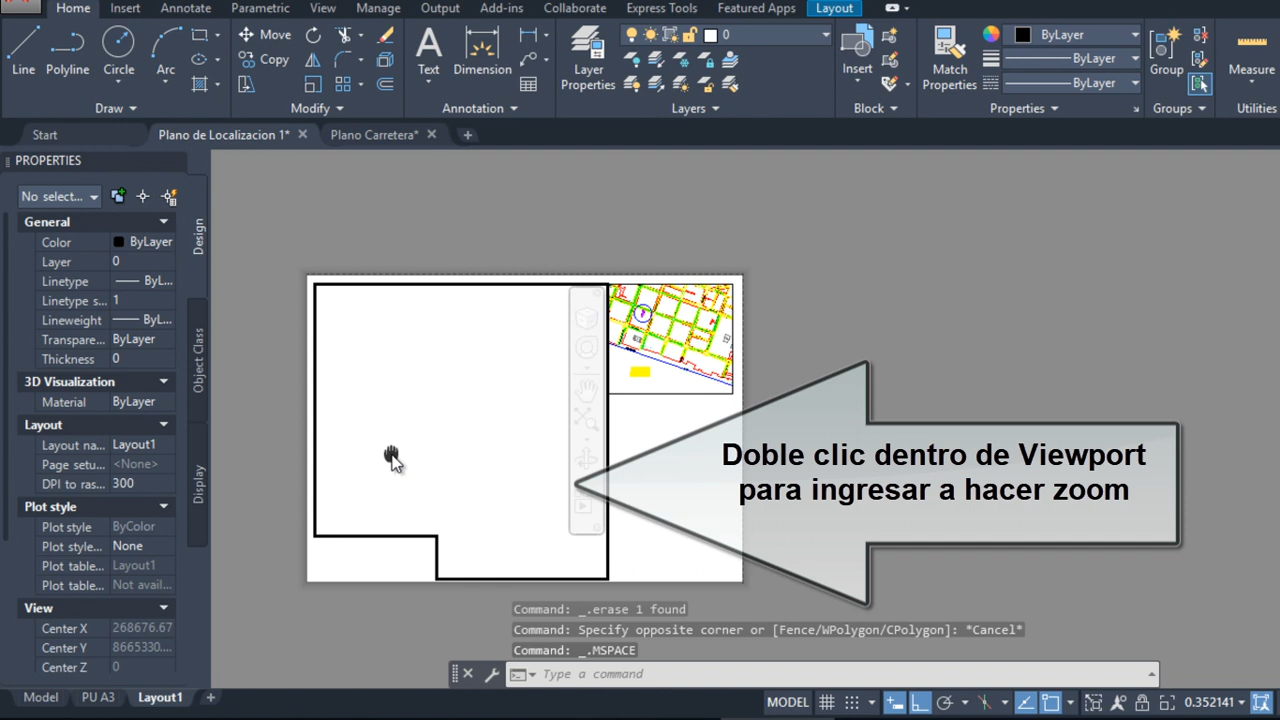 Home Insert Annotate Parametric View Manage Output Add-ins Collaborate Express Tools Featured Apps Layout
Line Polyline Circle Arc
Move
Copy
Text Dimension
Layer
Properties
0
Insert
Match
Properties
ByLayer
ByLayer
ByLayer
Group
Measure
Draw Modify Annotation Layers Block Properties Groups Utilities
Start Plano de Localizacion 1* Plano Carretera*
PROPERTIES
No select...
General
Color ByLayer
Layer 0
Linetype ByL...
Linetype s... 1
Lineweight ByL...
Transpare... ByLayer
Thickness 0
3D Visualization
Material ByLayer
Layout
Layout na... Layout1
Page setu... <None>
DPI to ras... 300
Plot style
Plot style ByColor
Plot style... None
Plot table... Layout1
Plot table... Not avail...
View
Center X 268676.67
Center Y 8665330....
Center Z 0
Design
Object Class
Display
Doble clic dentro de Viewport
para ingresar a hacer zoom
Command: _.erase 1 found
Command: Specify opposite corner or [Fence/WPolygon/CPolygon]: *Cancel*
Command: _.MSPACE
Type a command
Model PU A3 Layout1
MODEL 0.352141